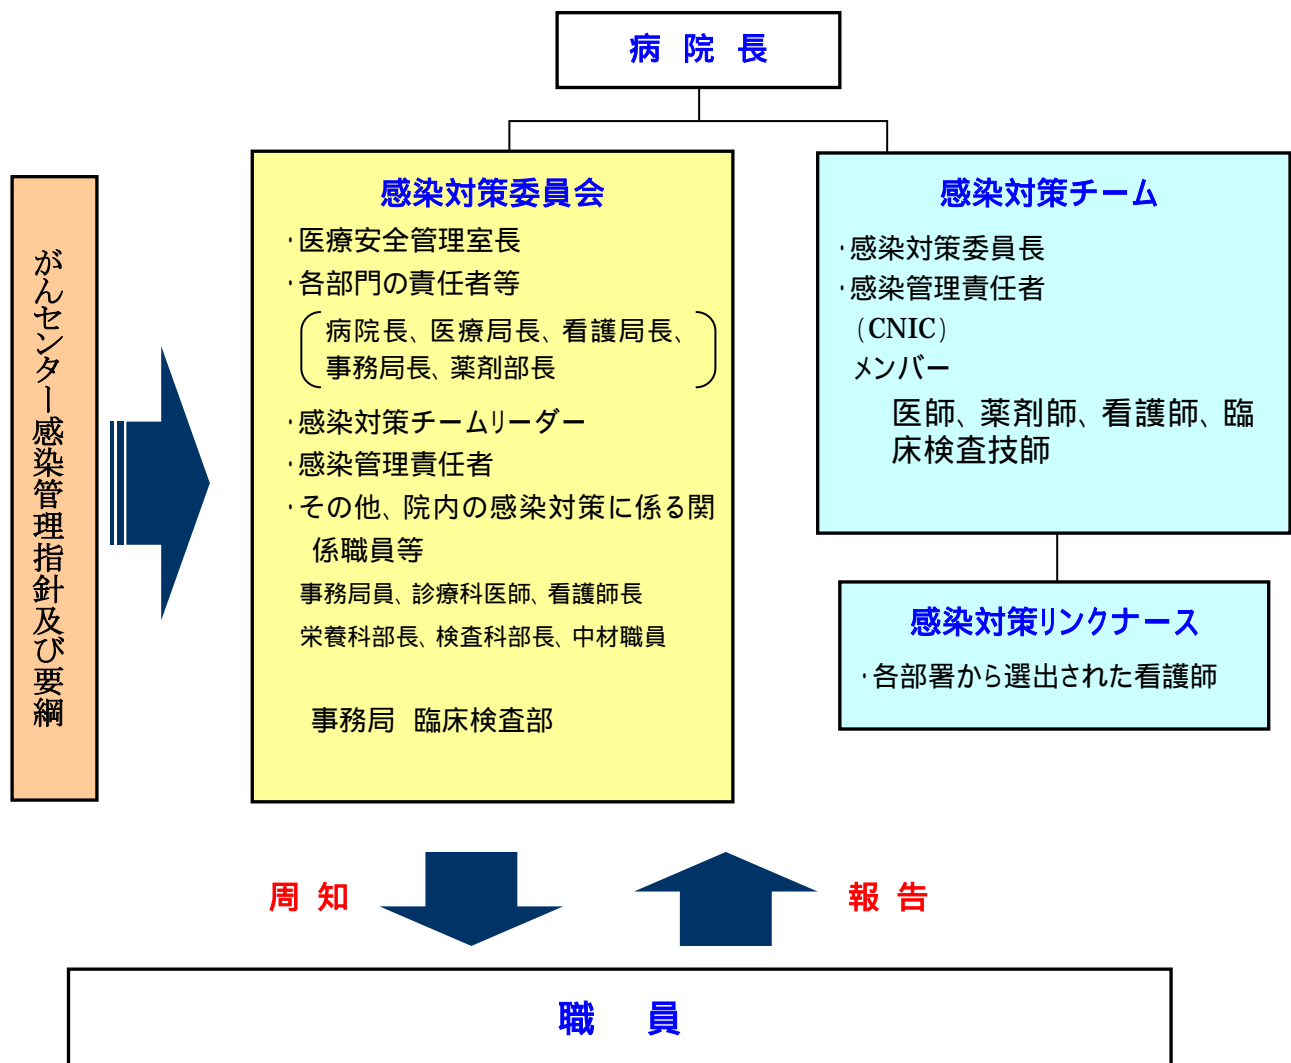 病 院 長
がんセンター感染管理指針及び要綱
感染対策委員会
・医療安全管理室長
・各部門の責任者等
病院長、医療局長、看護局長、
事務局長、薬剤部長
・感染対策チームリーダー
・感染管理責任者
・その他、院内の感染対策に係る関
係職員等
事務局員、診療科医師、看護師長
栄養科部長、検査科部長、中材職員
事務局 臨床検査部
感染対策チーム
・感染対策委員長
・感染管理責任者
(CNIC)
メンバー
医師、薬剤師、看護師、臨
床検査技師
感染対策リンクナース
・各部署から選出された看護師
周 知
報 告
職 員